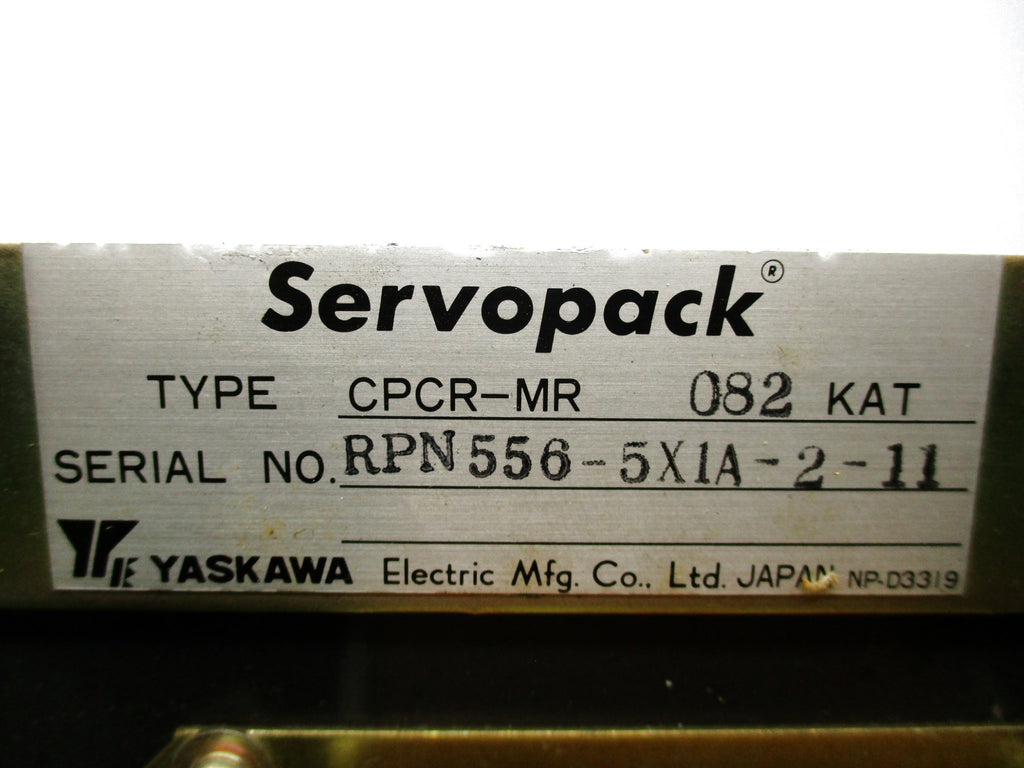 Servopack®
TYPE CPCR-MR 082 KAT
SERIAL NO. RPN556-5X1A-2-11
YE YASKAWA Electric Mfg. Co., Ltd. JAPAN NP-D3319